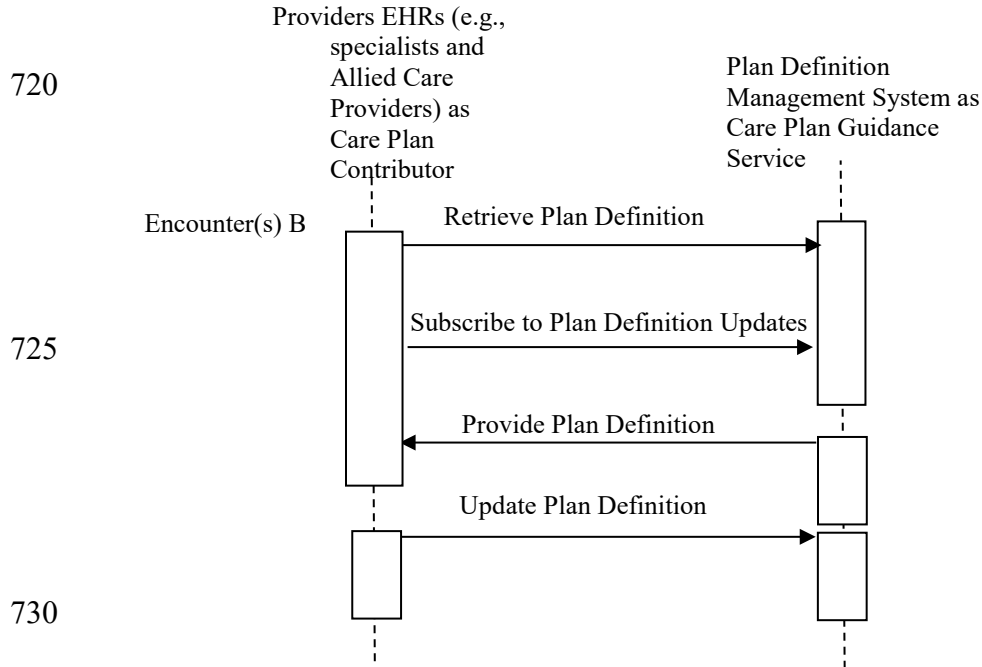 Providers EHRs (e.g.,
specialists and
Allied Care
Providers) as
Care Plan
Contributor
720
Plan Definition
Management System as
Care Plan Guidance
Service
Encounter(s) B
Retrieve Plan Definition
Subscribe to Plan Definition Updates
725
Provide Plan Definition
Update Plan Definition
730